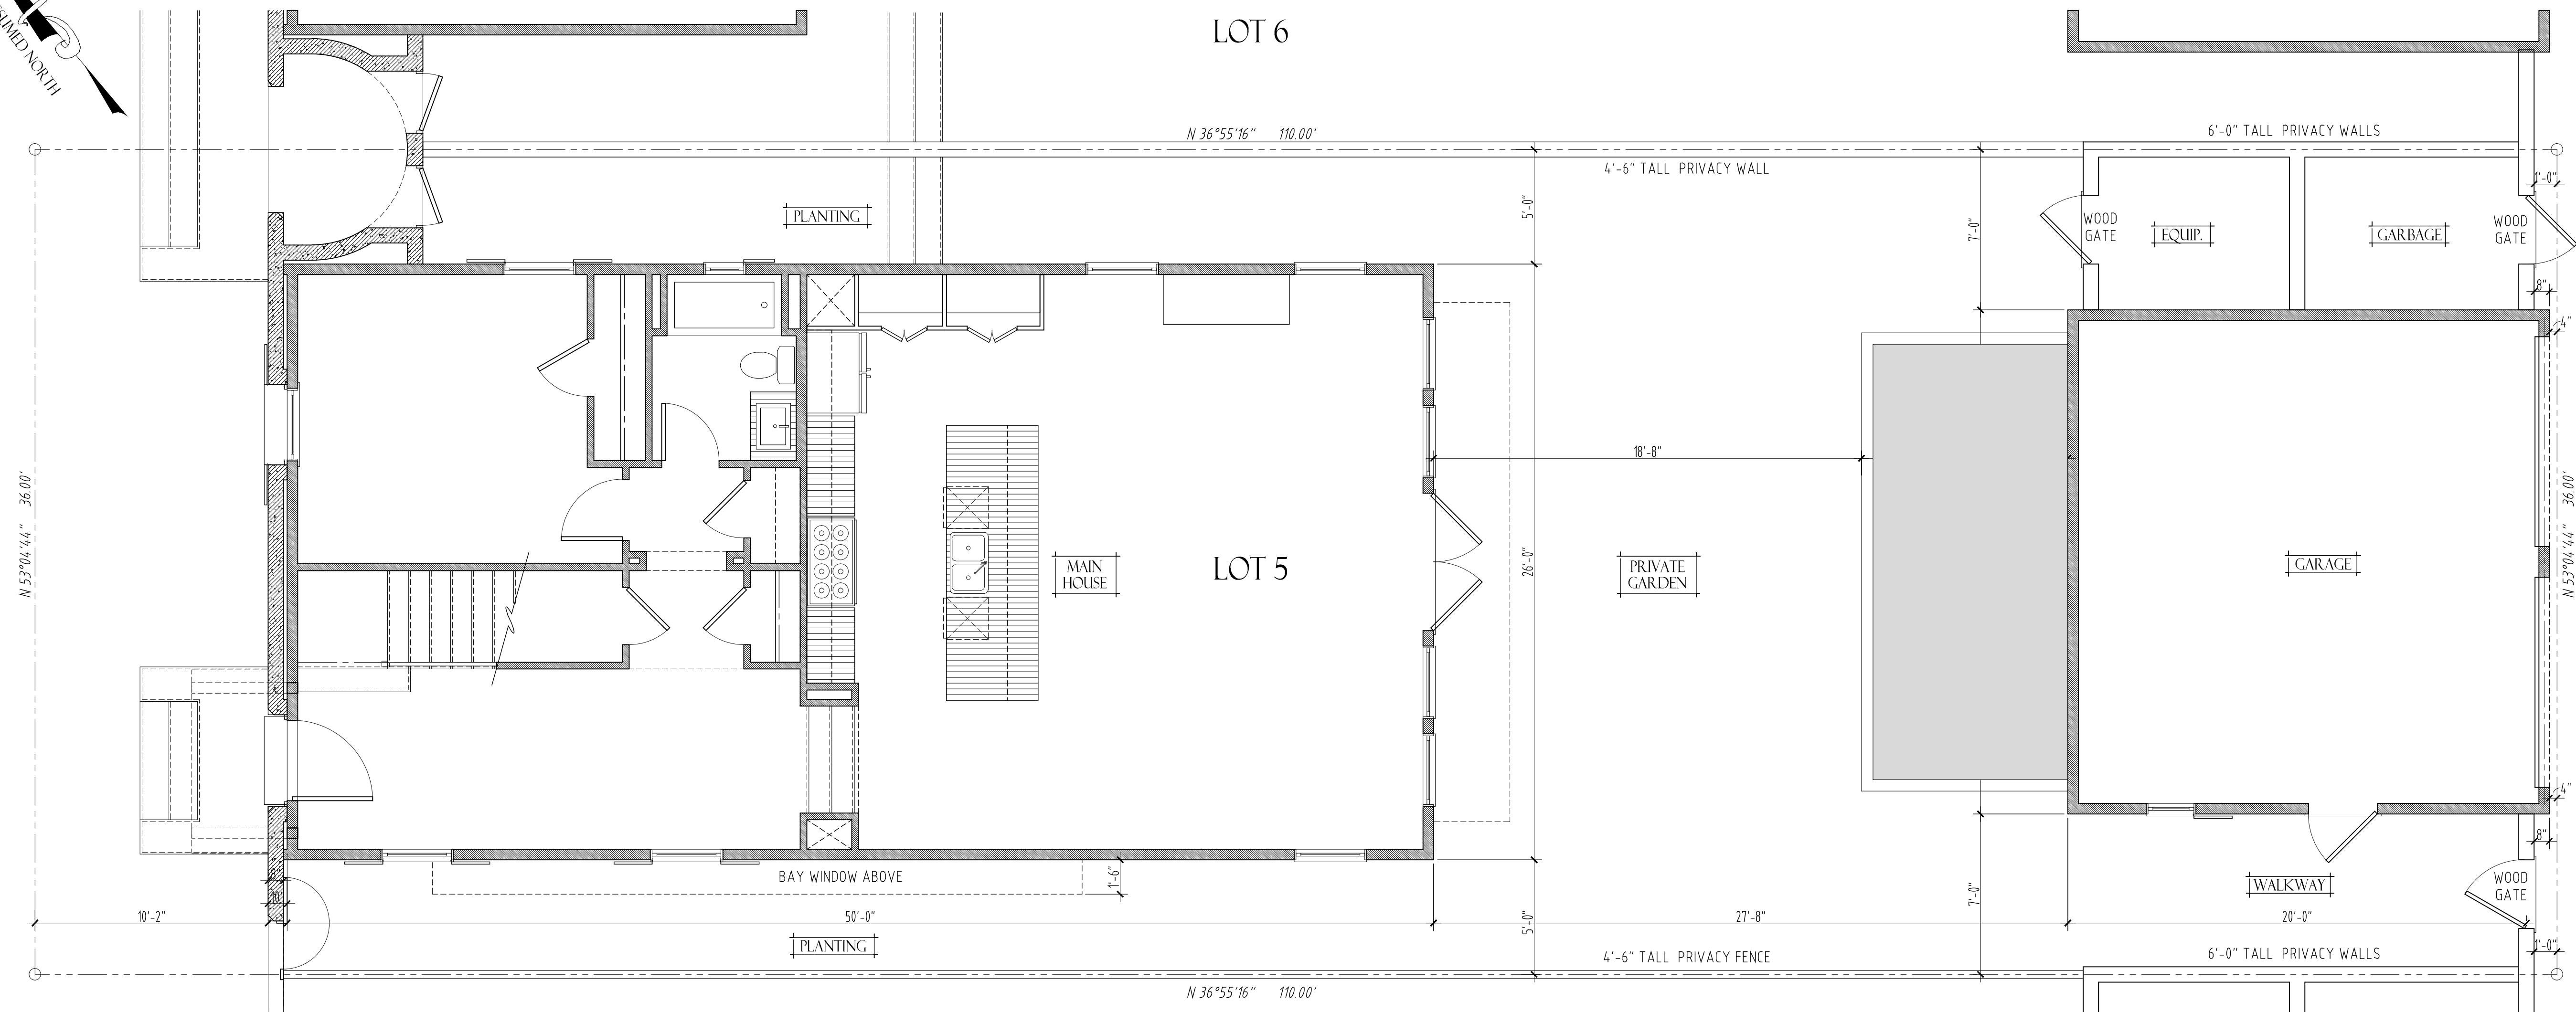 LOT 6
N 36°55'16" 110.00'
6'-0" TALL PRIVACY WALLS
4'-6" TALL PRIVACY WALL
1'-0"
5'-0"
7'-0"
PLANTING
WOOD
GATE
EQUIP.
GARBAGE
WOOD
GATE
8"
4"
18'-8"
N 53°04'44" 36.00'
26'-0"
MAIN
HOUSE
LOT 5
PRIVATE
GARDEN
GARAGE
N 53°04'44" 36.00'
4"
8"
BAY WINDOW ABOVE
1'-6"
7'-0"
WALKWAY
WOOD
GATE
10'-2"
50'-0"
5'-0"
27'-8"
20'-0"
PLANTING
4'-6" TALL PRIVACY FENCE
6'-0" TALL PRIVACY WALLS
1'-0"
N 36°55'16" 110.00'
NORTH